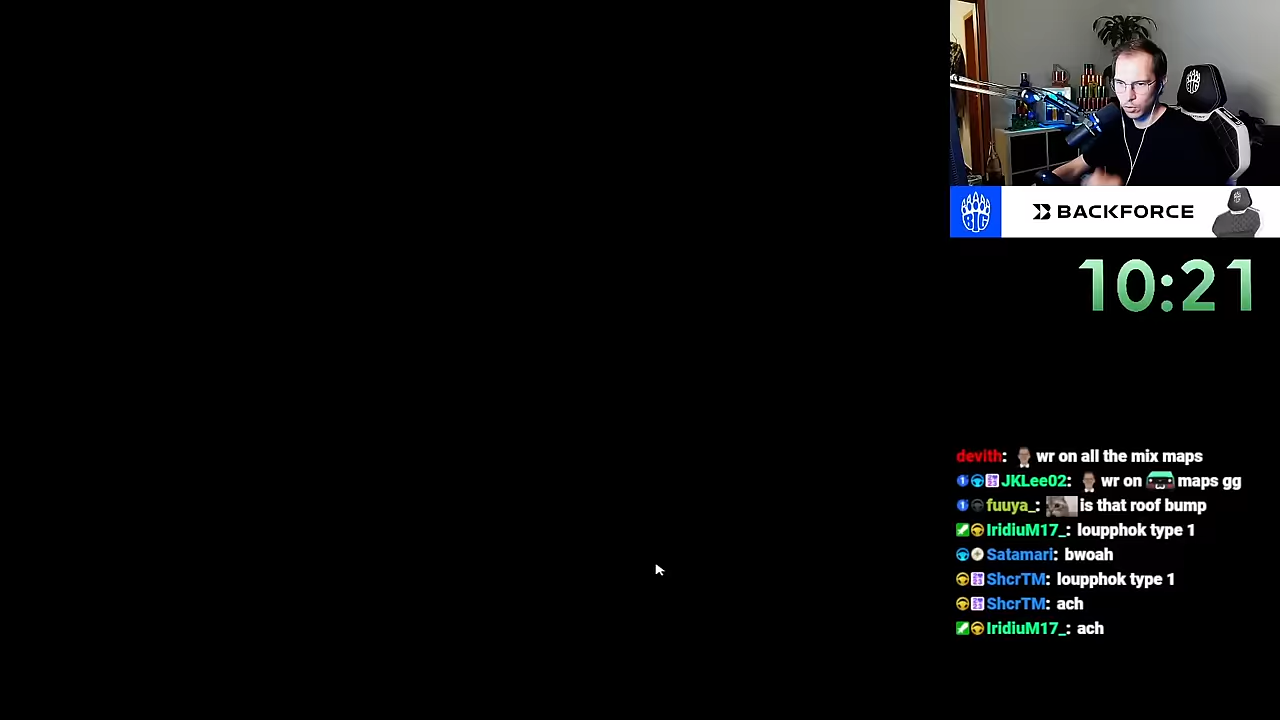 BIG
BACKFORCE
10:21
devith: wr on all the mix maps
JKLee02: wr on maps gg
fuuya_: is that roof bump
IridiuM17_: loupphok type 1
Satamari: bwoah
ShcrTM: loupphok type 1
ShcrTM: ach
IridiuM17_: ach